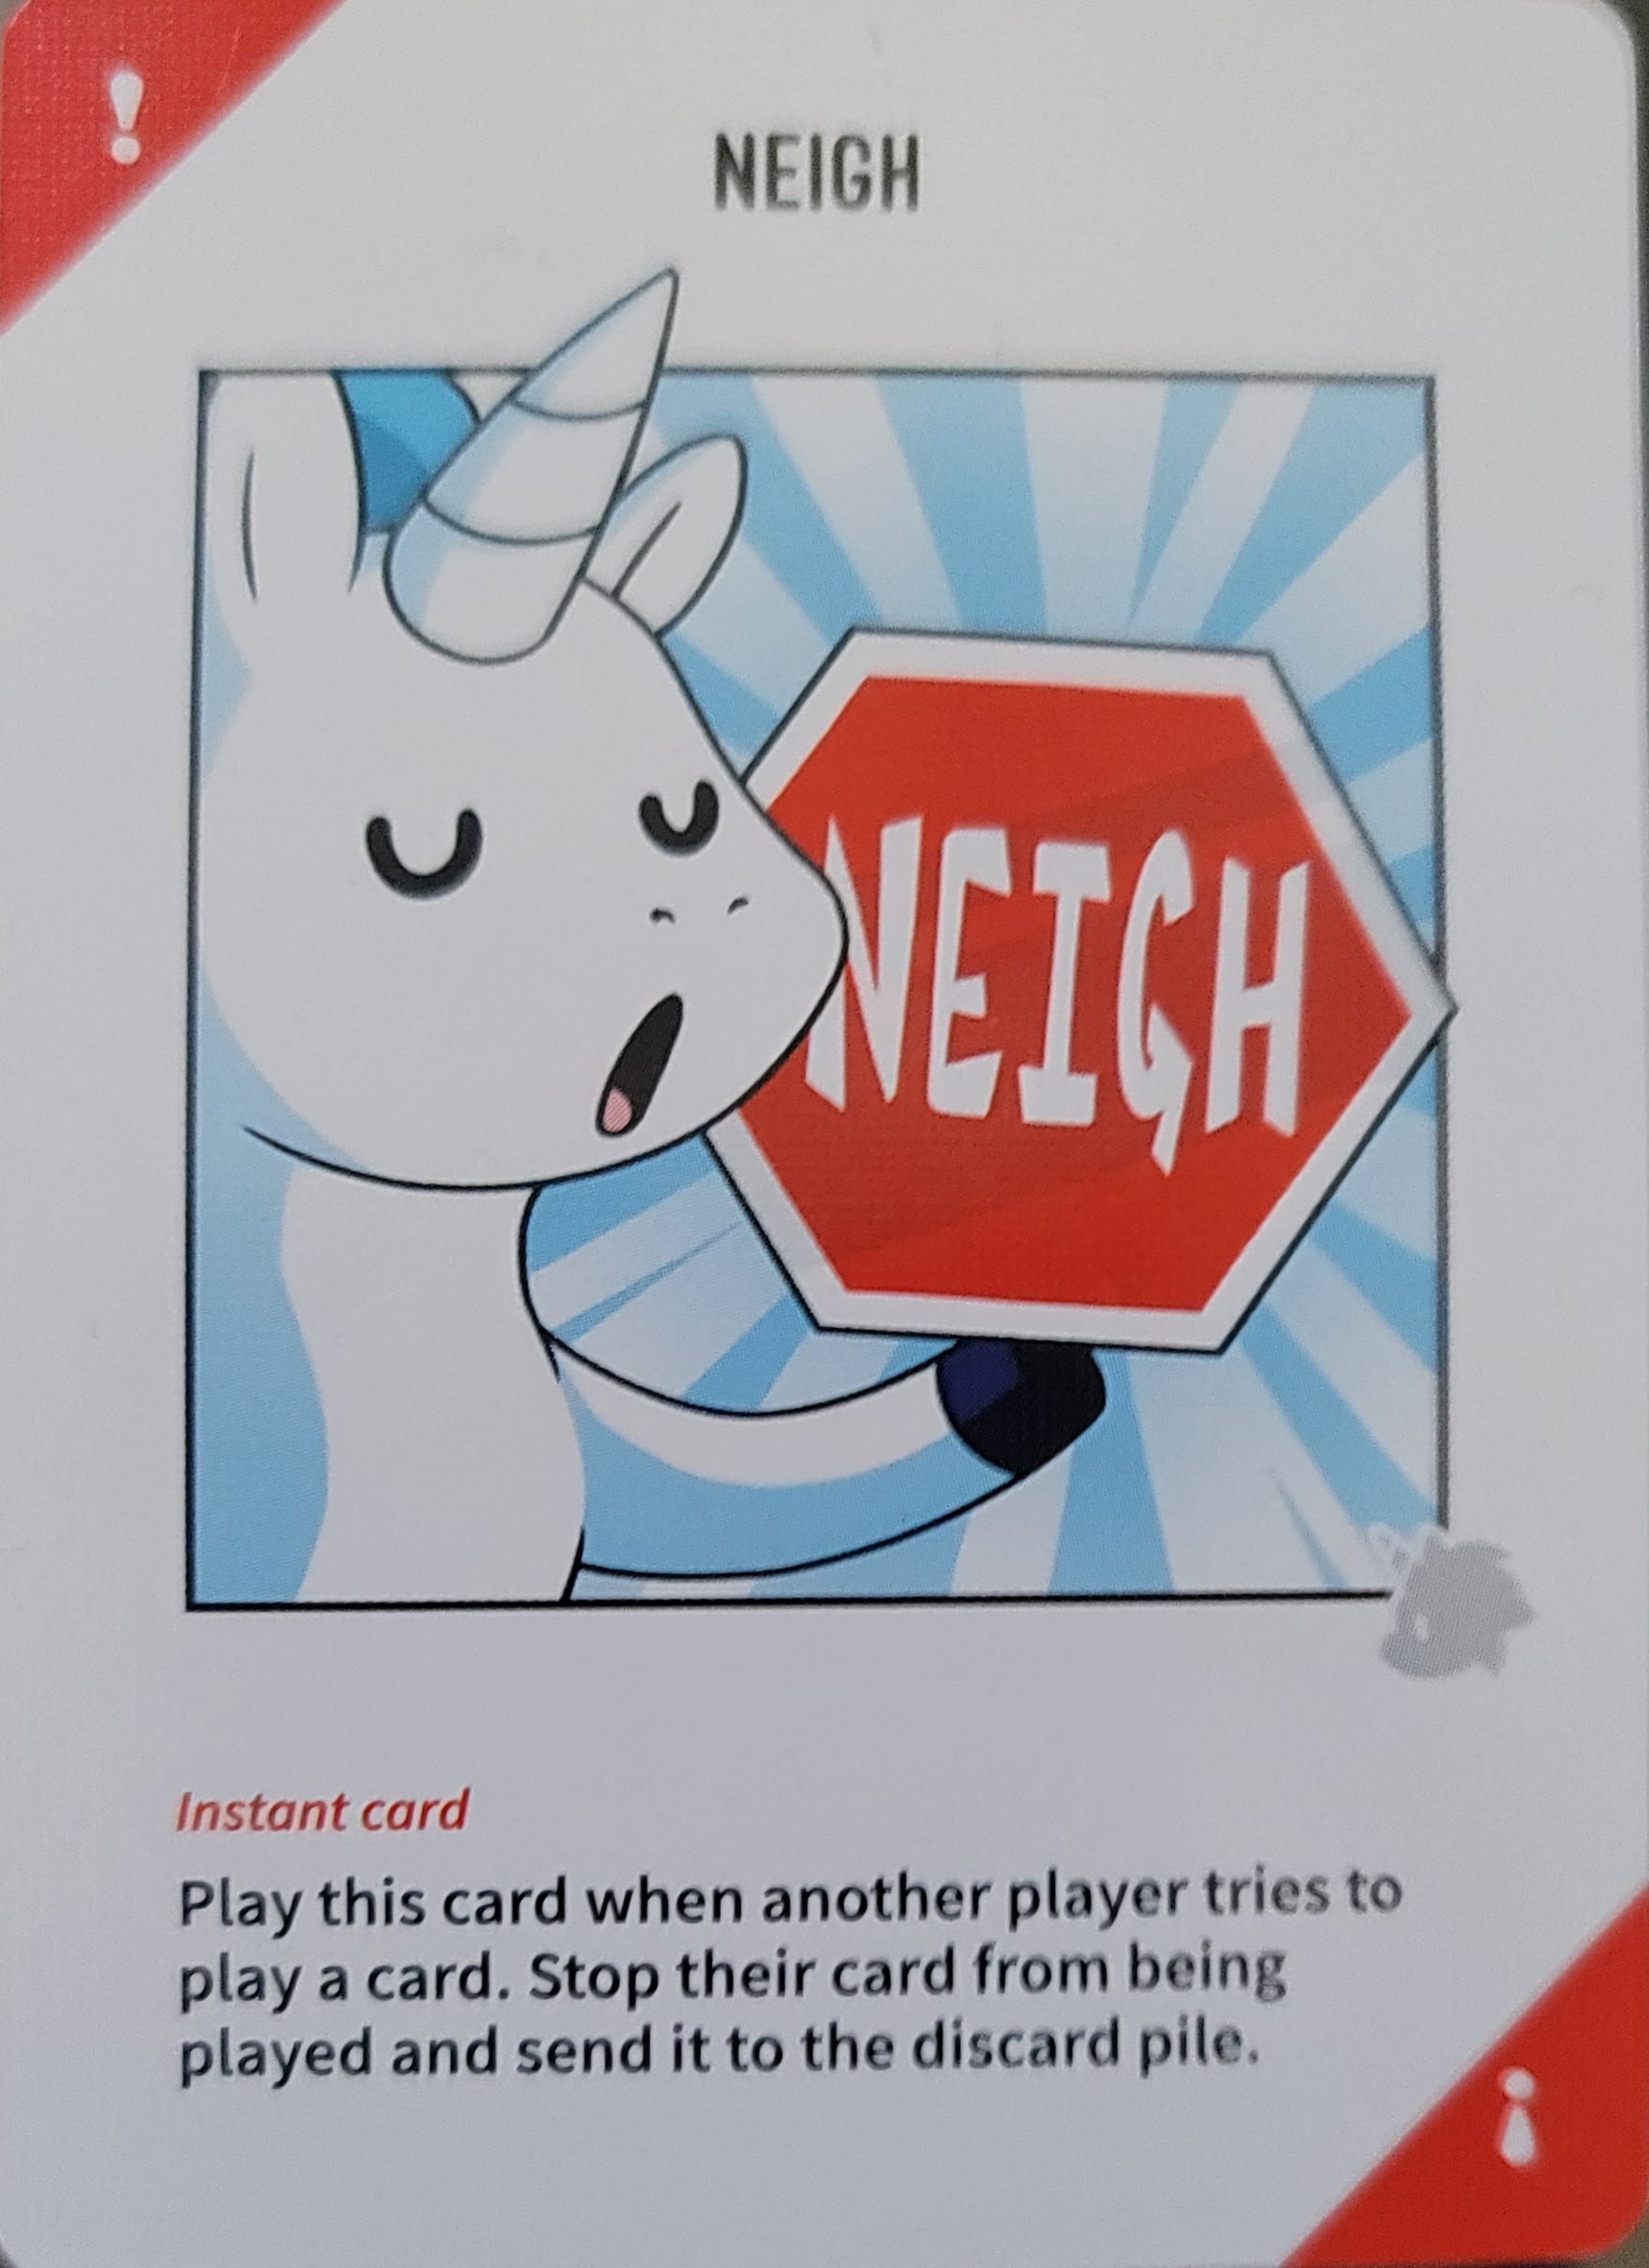 !
NEIGH
NEIGH
Instant card
Play this card when another player tries to
play a card. Stop their card from being
played and send it to the discard pile.
!